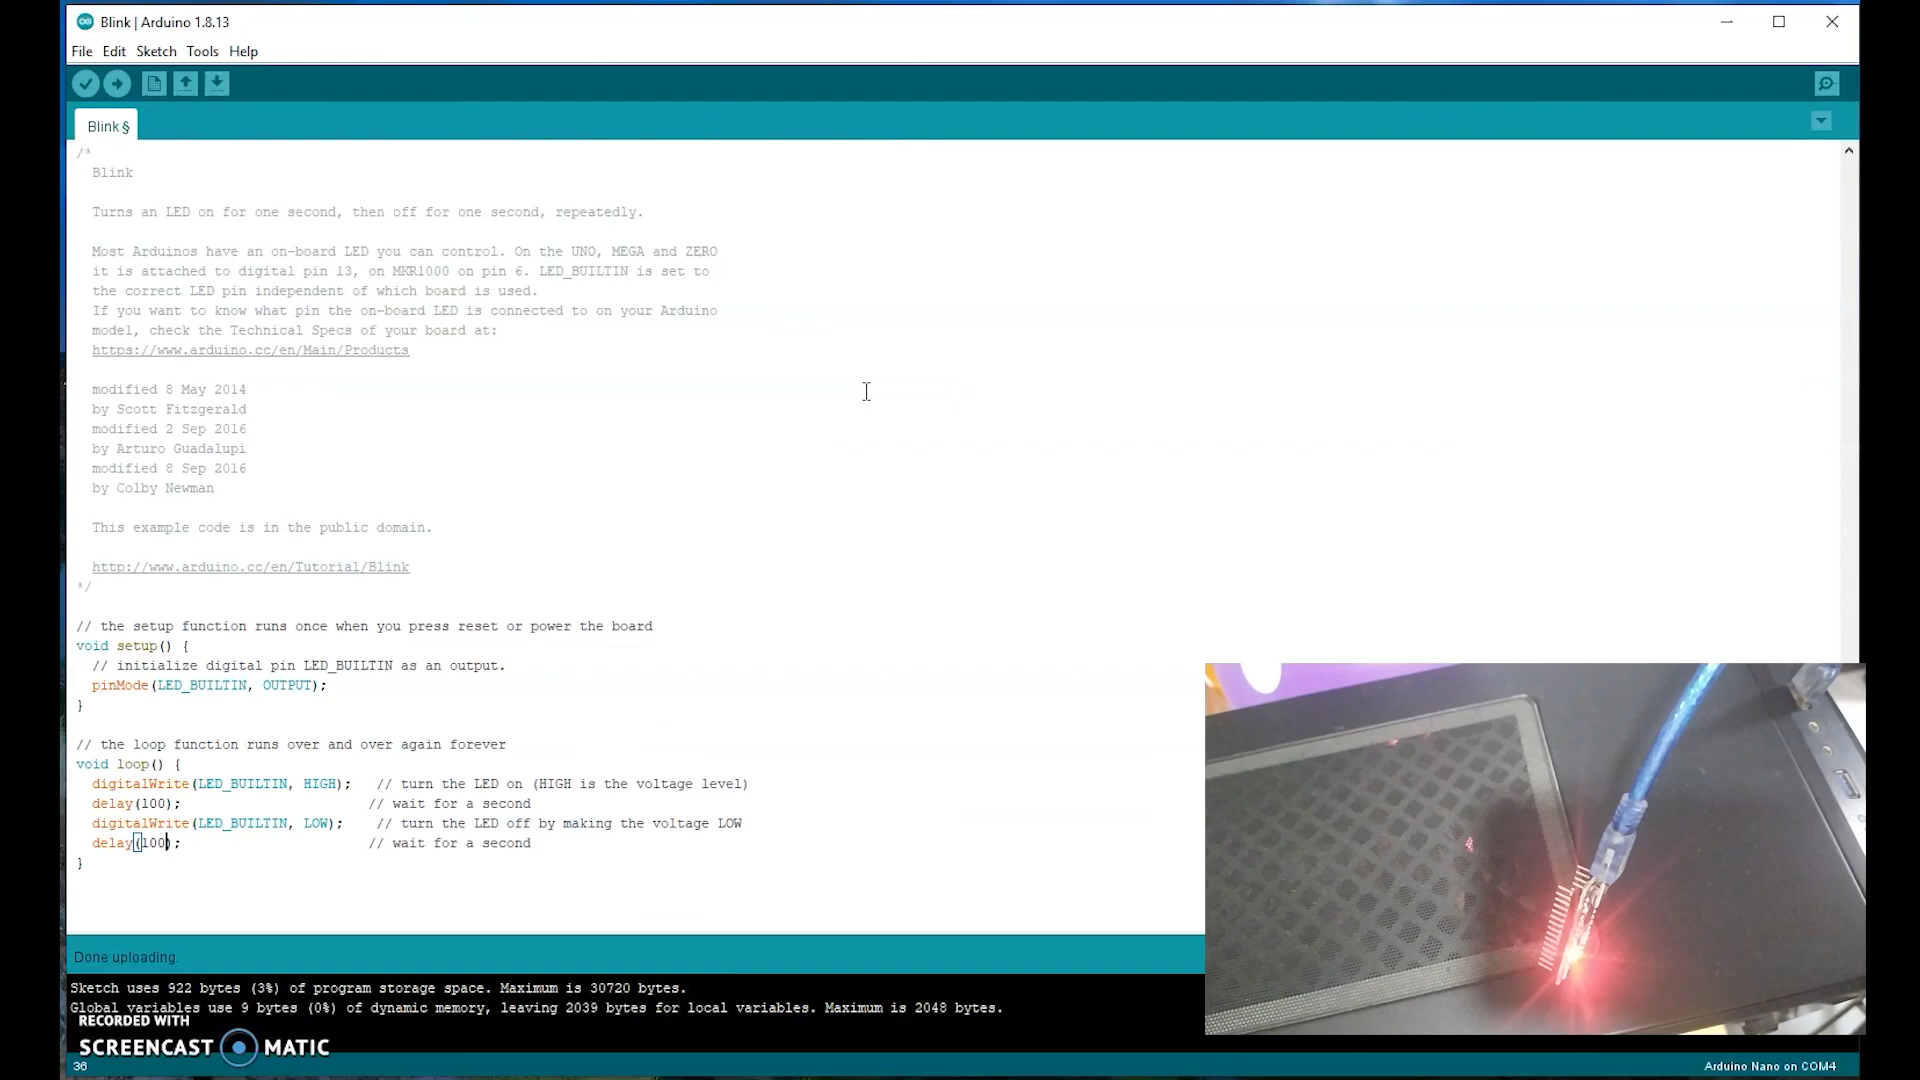 Blink | Arduino 1.8.13
File Edit Sketch Tools Help
Blink §
/*
Blink
Turns an LED on for one second, then off for one second, repeatedly.
Most Arduinos have an on-board LED you can control. On the UNO, MEGA and ZERO
it is attached to digital pin 13, on MKR1000 on pin 6. LED_BUILTIN is set to
the correct LED pin independent of which board is used.
If you want to know what pin the on-board LED is connected to on your Arduino
model, check the Technical Specs of your board at:
https://www.arduino.cc/en/Main/Products
modified 8 May 2014
by Scott Fitzgerald
modified 2 Sep 2016
by Arturo Guadalupi
modified 8 Sep 2016
by Colby Newman
This example code is in the public domain.
http://www.arduino.cc/en/Tutorial/Blink
*/
// the setup function runs once when you press reset or power the board
void setup() {
// initialize digital pin LED_BUILTIN as an output.
pinMode(LED_BUILTIN, OUTPUT);
}
// the loop function runs over and over again forever
void loop() {
digitalWrite(LED_BUILTIN, HIGH);   // turn the LED on (HIGH is the voltage level)
delay(100);                       // wait for a second
digitalWrite(LED_BUILTIN, LOW);    // turn the LED off by making the voltage LOW
delay(100);                       // wait for a second
}
Done uploading.
Sketch uses 922 bytes (3%) of program storage space. Maximum is 30720 bytes.
Global variables use 9 bytes (0%) of dynamic memory, leaving 2039 bytes for local variables. Maximum is 2048 bytes.
RECORDED WITH
SCREENCAST MATIC
36 Arduino Nano on COM4